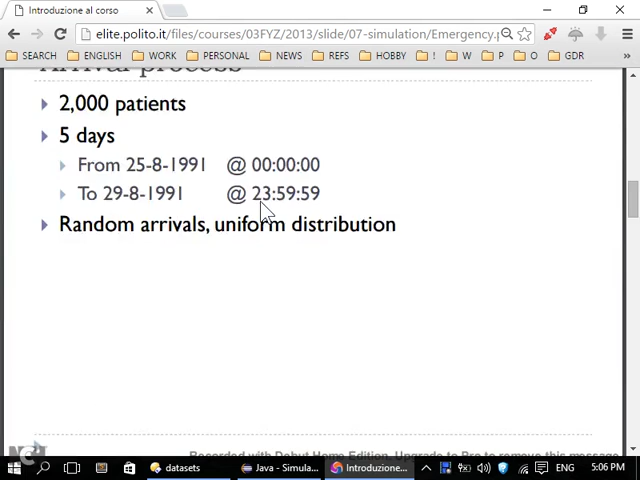 Introduzione al corso
elite.polito.it/files/courses/03FYZ/2013/slide/07-simulation/Emergency.p
SEARCH ENGLISH WORK PERSONAL NEWS REFS HOBBY ! W P O GDR »
Arrival process
2,000 patients
5 days
From 25-8-1991 @ 00:00:00
To 29-8-1991 @ 23:59:59
Random arrivals, uniform distribution
Recorded with Debut Home Edition. Upgrade to Pro to remove this message
datasets Java - Simula... Introduzione... ENG 5:06 PM